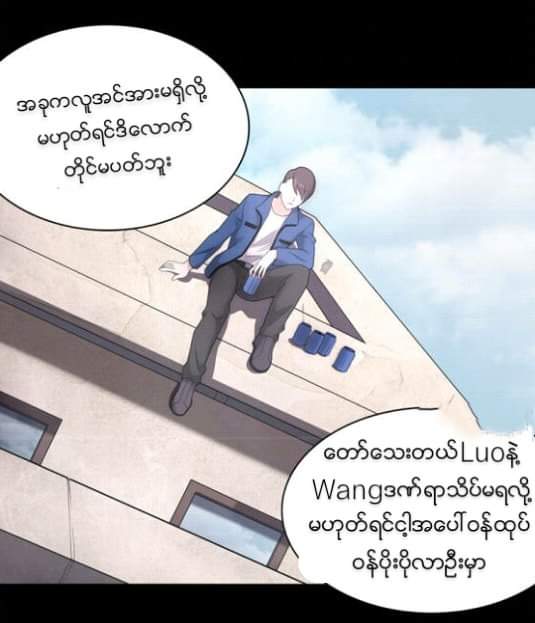 အခုကလူအင်အားမရှိလို့
မဟုတ်ရင်ဒီလောက်
တိုင်မပတ်ဘူး
တော်သေးတယ်Luoနဲ့
Wangဒဏ်ရာသိပ်မရလို့
မဟုတ်ရင်ငါ့အပေါ်ဝန်ထုပ်
ဝန်ပိုးပိုလာဦးမှာ